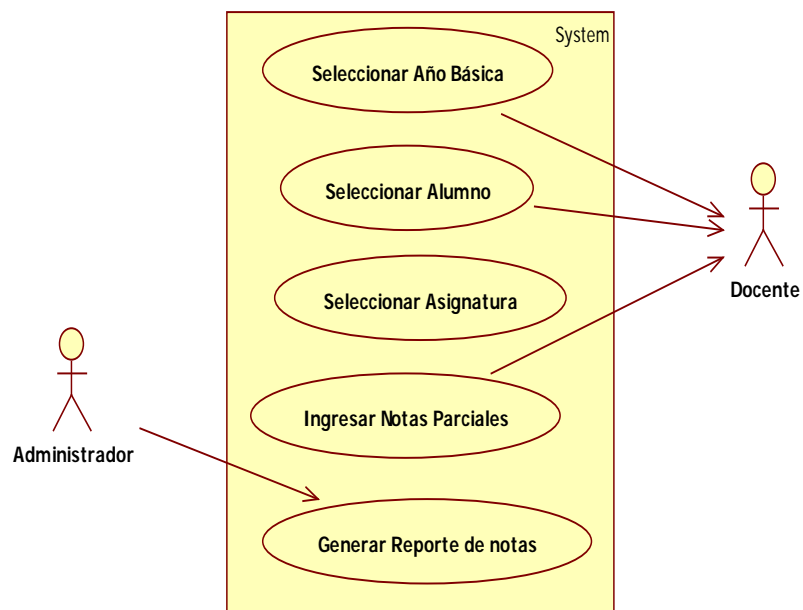 System
Seleccionar Año Básica
Seleccionar Alumno
Docente
Seleccionar Asignatura
Ingresar Notas Parciales
Administrador
Generar Reporte de notas